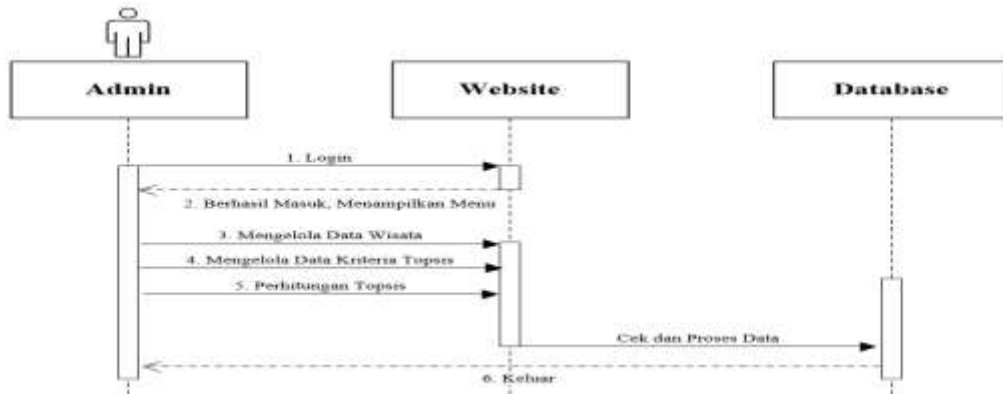 Admin
Website
Database
1. Login
2. Berhasil Masuk, Menampilkan Menu
3. Mengelola Data Wisata
4. Mengelola Data Kriteria Topsis
5. Perhitungan Topsis
Cek dan Proses Data
6. Keluar